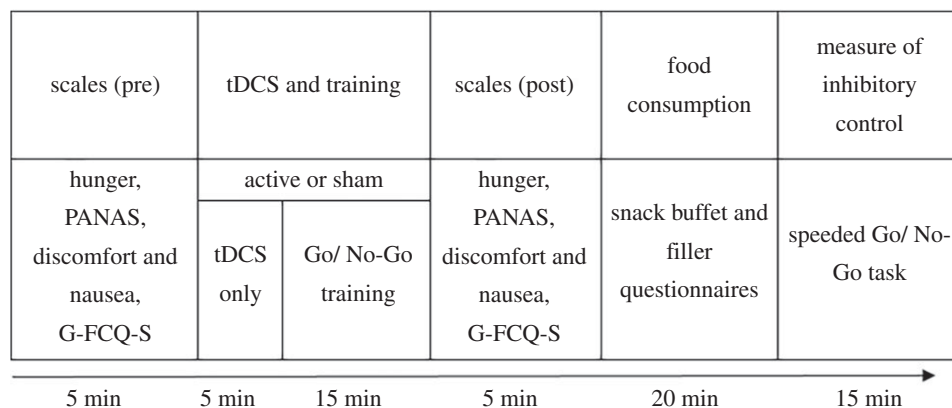 scales (pre)
tDCS and training
scales (post)
food
consumption
measure of
inhibitory
control
hunger,
PANAS,
discomfort and
nausea,
G-FCQ-S
active or sham
tDCS
only
Go/ No-Go
training
hunger,
PANAS,
discomfort and
nausea,
G-FCQ-S
snack buffet and
filler
questionnaires
speeded Go/ No-
Go task
5 min
5 min
15 min
5 min
20 min
15 min